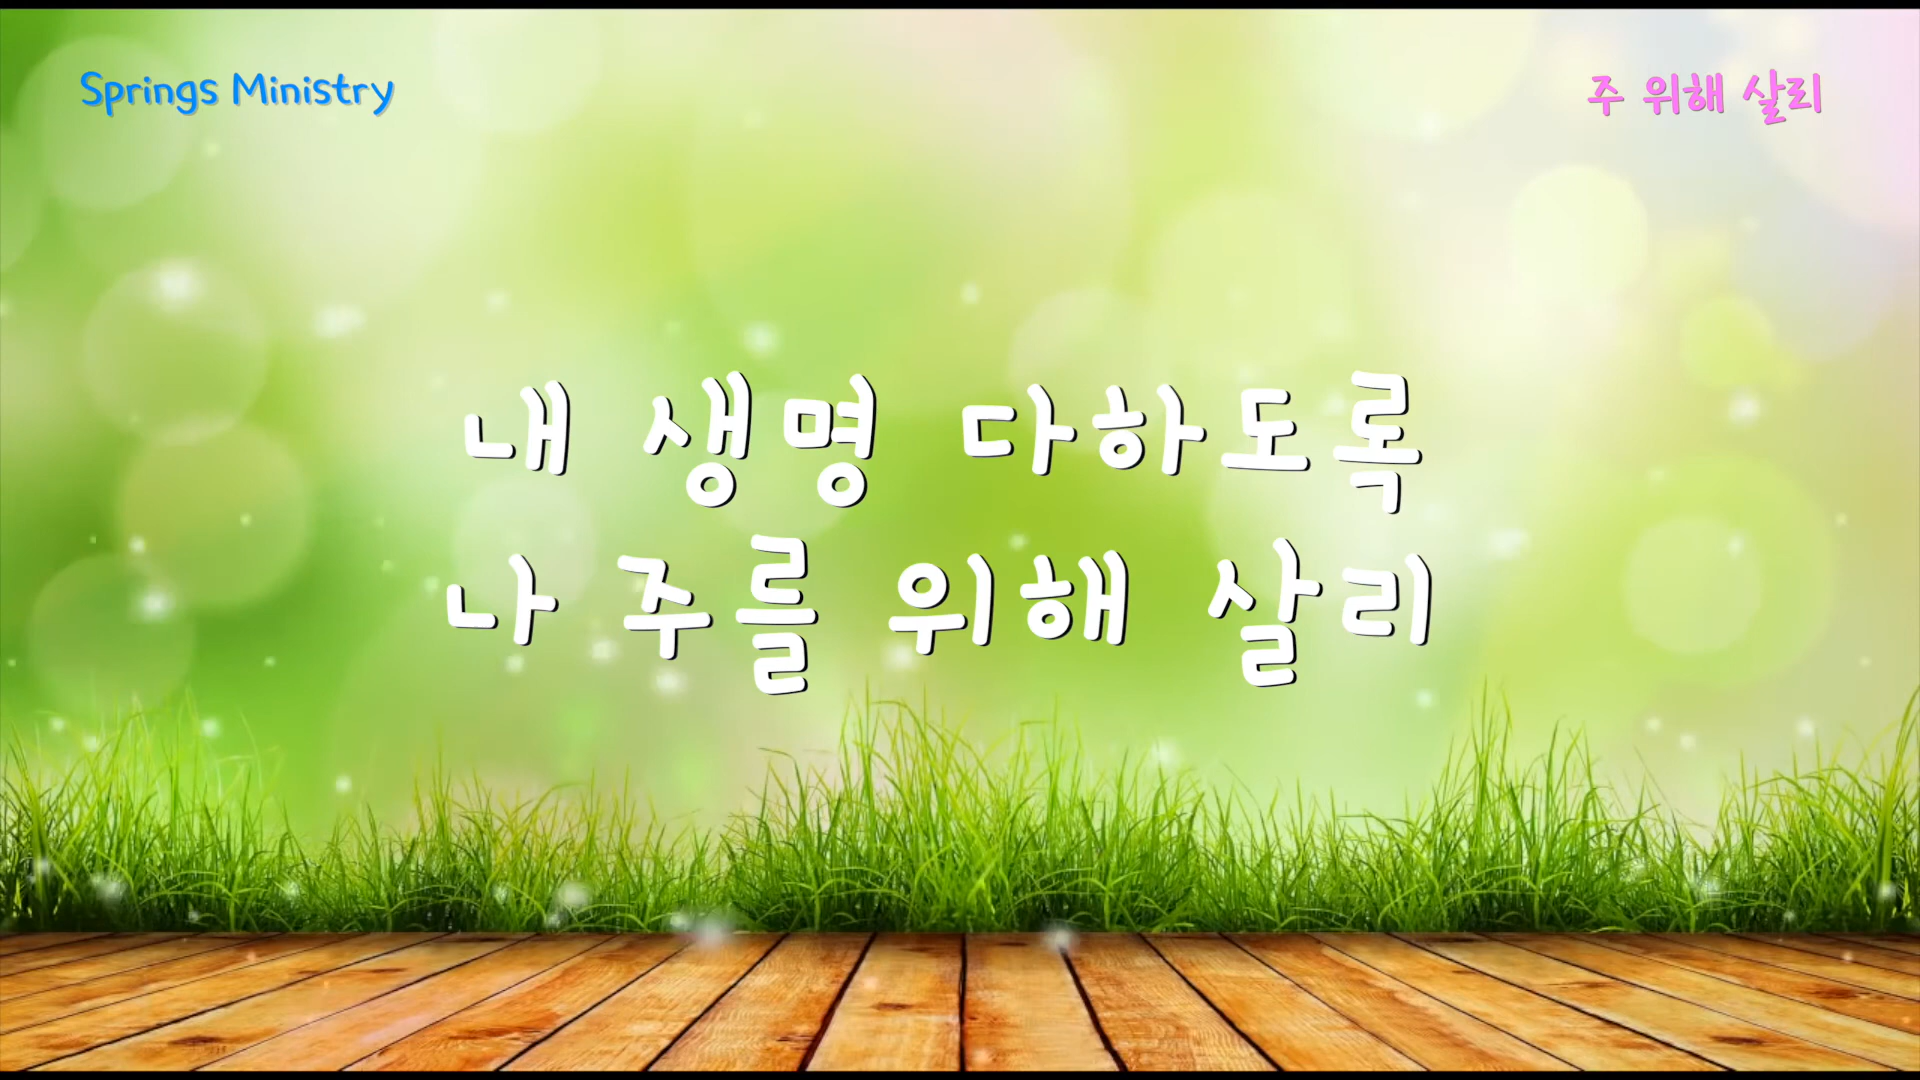 Springs Ministry
주 위해 살리
내 생명 다하도록
나 주를 위해 살리